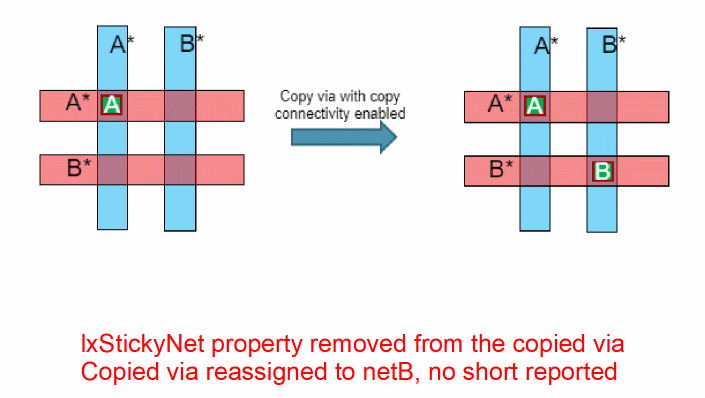 A* B*
A* A
B*
Copy via with copy
connectivity enabled
A* B*
A* A
B* B
lxStickyNet property removed from the copied via
Copied via reassigned to netB, no short reported